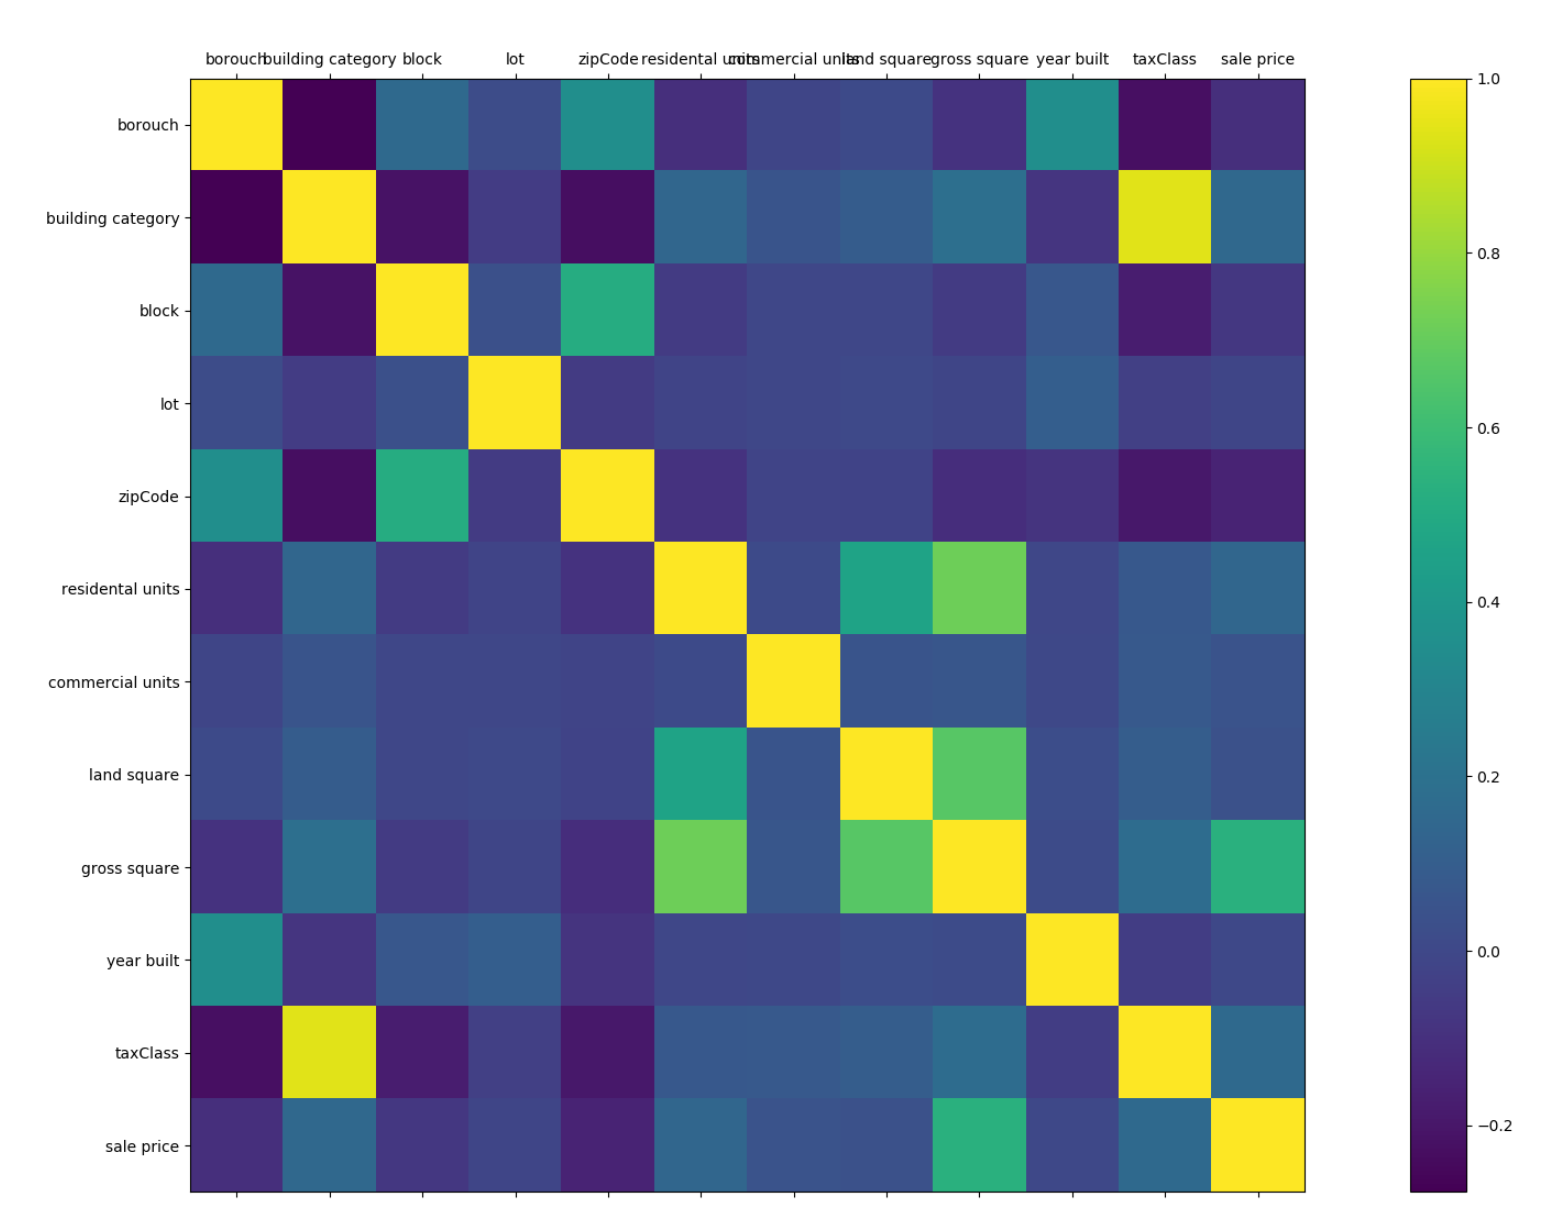 borouch building category block lot zipCode residental units commercial units land square gross square year built taxClass sale price
borouch
building category
block
lot
zipCode
residental units
commercial units
land square
gross square
year built
taxClass
sale price
1.0
0.8
0.6
0.4
0.2
0.0
−0.2